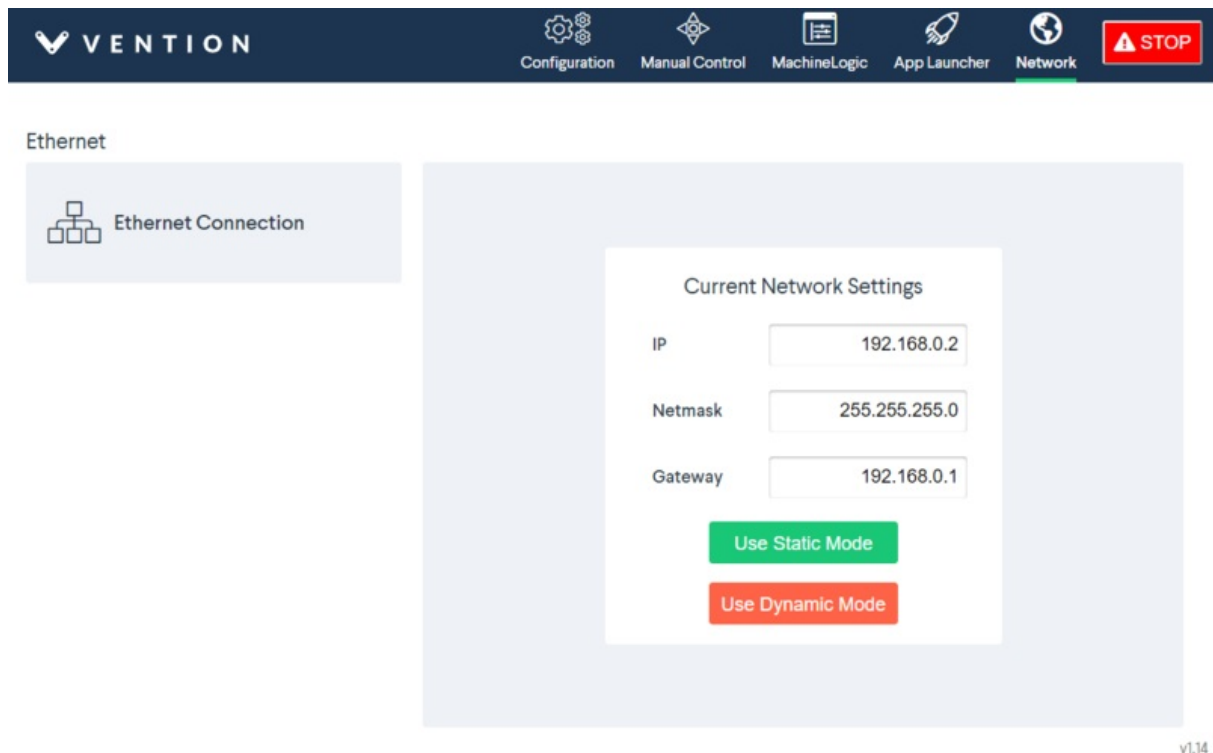 VENTION
Configuration Manual Control MachineLogic App Launcher Network STOP
Ethernet
Ethernet Connection
Current Network Settings
IP 192.168.0.2
Netmask 255.255.255.0
Gateway 192.168.0.1
Use Static Mode
Use Dynamic Mode
v1.14